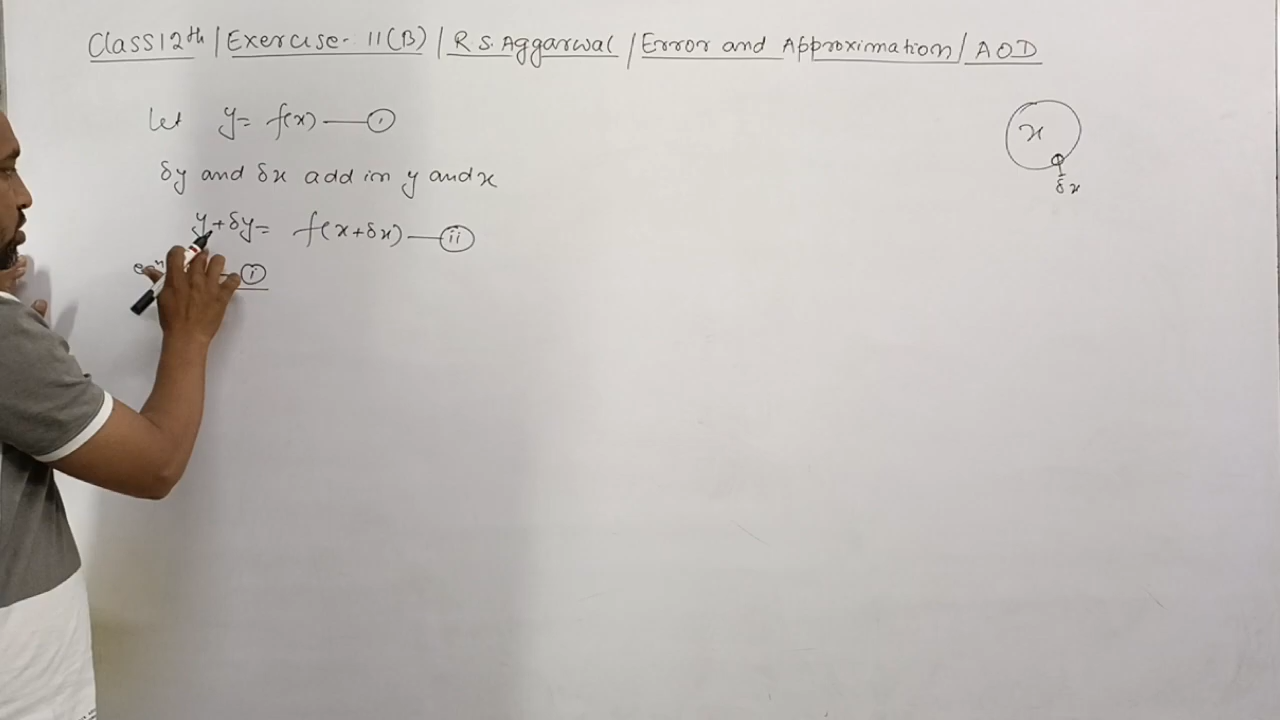 Class 12th / Exercise - 11(B) / R.S. Aggarwal / Error and Approximation / AOD
Let y = f(x) — (i)
δy and δx add in y and x
y + δy = f(x + δx) — (ii)
eqn — (i)
x
δx